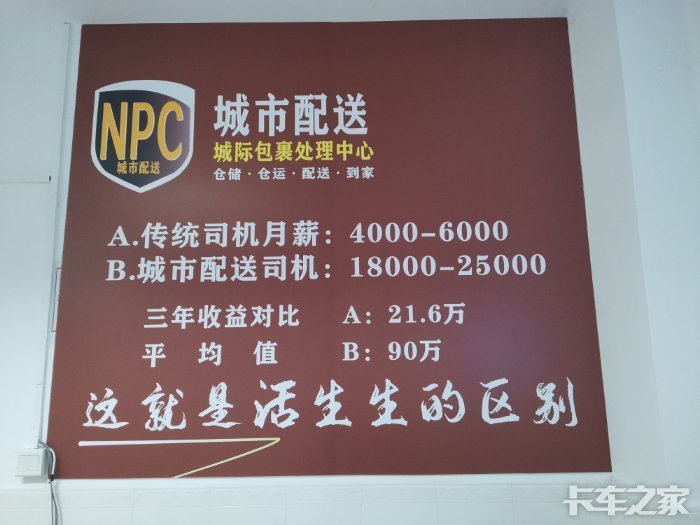 NPC
城市配送
城市配送
城际包裹处理中心
仓储·仓运·配送·到家
A.传统司机月薪：4000-6000
B.城市配送司机：18000-25000
三年收益对比 A：21.6万
平均值 B：90万
这就是活生生的区别
卡车之家